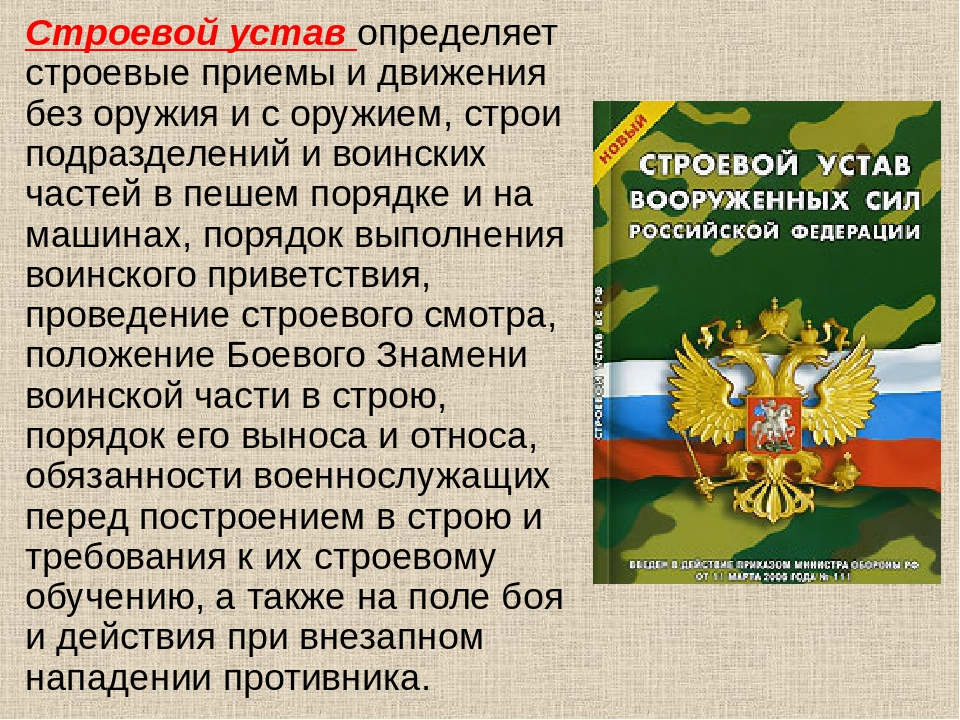 Строевой устав определяет
строевые приемы и движения
без оружия и с оружием, строи
подразделений и воинских
частей в пешем порядке и на
машинах, порядок выполнения
воинского приветствия,
проведение строевого смотра,
положение Боевого Знамени
воинской части в строю,
порядок его выноса и относа,
обязанности военнослужащих
перед построением в строю и
требования к их строевому
обучению, а также на поле боя
и действия при внезапном
нападении противника.
НОВЫЙ
СТРОЕВОЙ УСТАВ
ВООРУЖЕННЫХ СИЛ
РОССИЙСКОЙ ФЕДЕРАЦИИ
СТРОЕВОЙ УСТАВ ВС РФ
ВВЕДЕН В ДЕЙСТВИЕ ПРИКАЗОМ МИНИСТРА ОБОРОНЫ РФ
ОТ 11 МАРТА 2006 ГОДА № 111